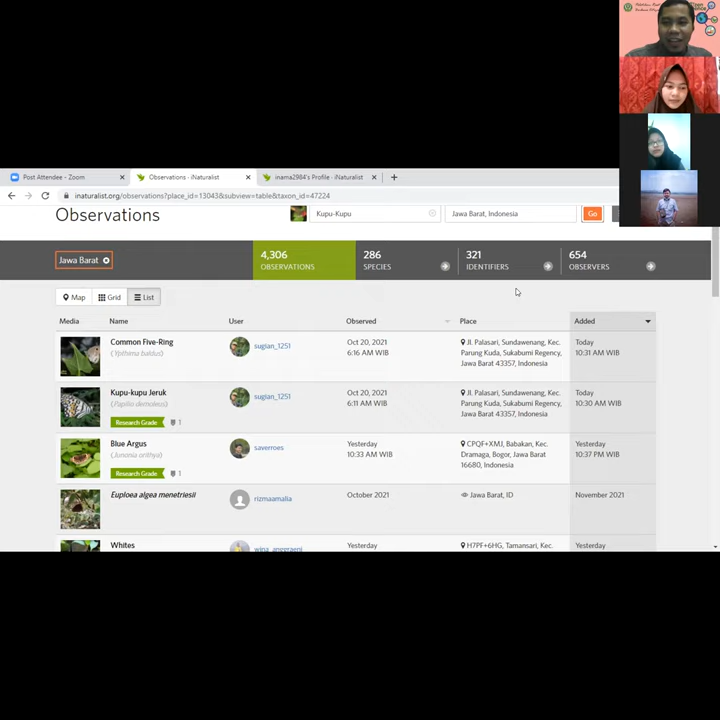 Post Attendee - Zoom
Observations · iNaturalist
inama2984's Profile · iNaturalist
inaturalist.org/observations?place_id=13043&subview=table&taxon_id=47224
Observations
Kupu-Kupu
Jawa Barat, Indonesia
Go
Jawa Barat
4,306
OBSERVATIONS
286
SPECIES
321
IDENTIFIERS
654
OBSERVERS
Map
Grid
List
Media Name User Observed Place Added
Common Five-Ring
(Ypthima baldus)
sugian_1251
Oct 20, 2021
6:16 AM WIB
Jl. Palasari, Sundawenang, Kec.
Parung Kuda, Sukabumi Regency,
Jawa Barat 43357, Indonesia
Today
10:31 AM WIB
Kupu-kupu Jeruk
(Papilio demoleus)
Research Grade 1
sugian_1251
Oct 20, 2021
6:11 AM WIB
Jl. Palasari, Sundawenang, Kec.
Parung Kuda, Sukabumi Regency,
Jawa Barat 43357, Indonesia
Today
10:30 AM WIB
Blue Argus
(Junonia orithya)
Research Grade 1
saverroes
Yesterday
10:33 AM WIB
CPQF+XMJ, Babakan, Kec.
Dramaga, Bogor, Jawa Barat
16680, Indonesia
Yesterday
10:37 PM WIB
Euploea algea menetriesii
rizmaamalia
October 2021
Jawa Barat, ID
November 2021
Whites
wina_anggraeni
Yesterday
H7PF+6HG, Tamansari, Kec.
Yesterday